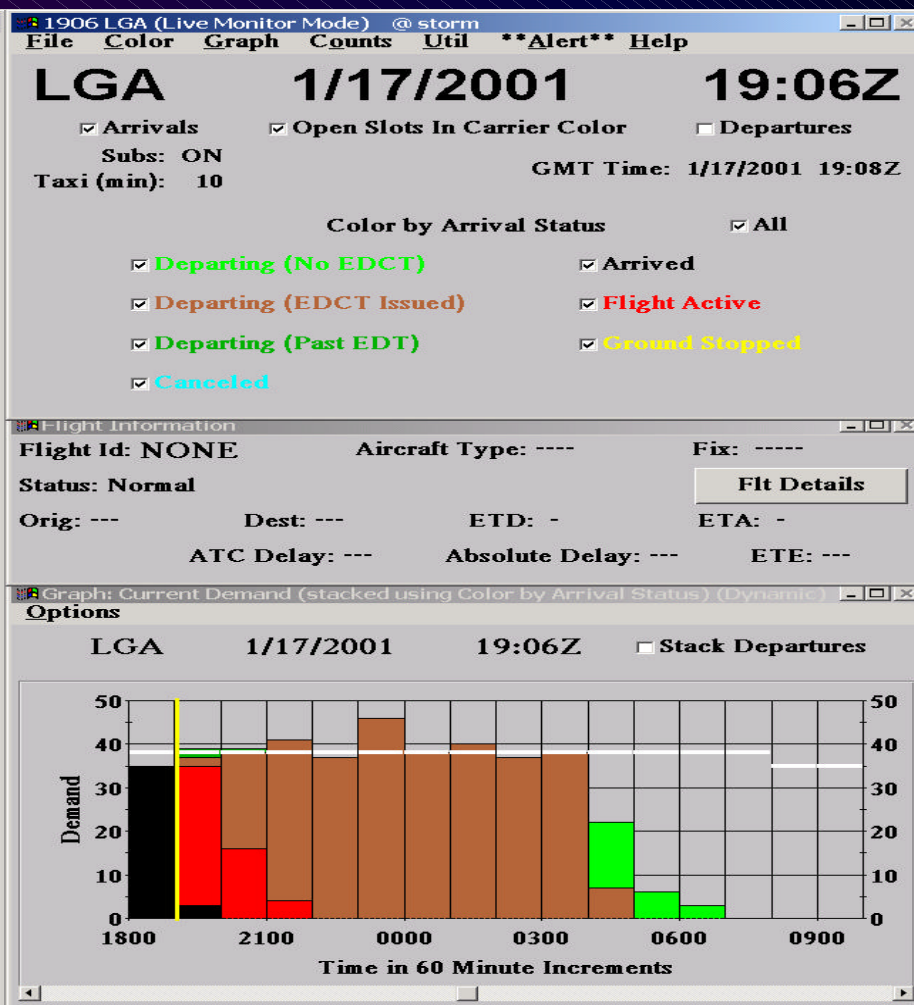 1906 LGA (Live Monitor Mode) @ storm
File Color Graph Counts Util **Alert** Help
LGA 1/17/2001 19:06Z
Arrivals Open Slots In Carrier Color Departures
Subs: ON
GMT Time: 1/17/2001 19:08Z
Taxi (min): 10
Color by Arrival Status All
Departing (No EDCT) Arrived
Departing (EDCT Issued) Flight Active
Departing (Past EDT) Ground Stopped
Canceled
Flight Information
Flight Id: NONE Aircraft Type: ---- Fix: -----
Status: Normal Flt Details
Orig: --- Dest: --- ETD: - ETA: -
ATC Delay: --- Absolute Delay: --- ETE: ---
Graph: Current Demand (stacked using Color by Arrival Status) (Dynamic)
Options
LGA 1/17/2001 19:06Z Stack Departures
50 50
40 40
30 30
Demand
20 20
10 10
0 0
1800 2100 0000 0300 0600 0900
Time in 60 Minute Increments